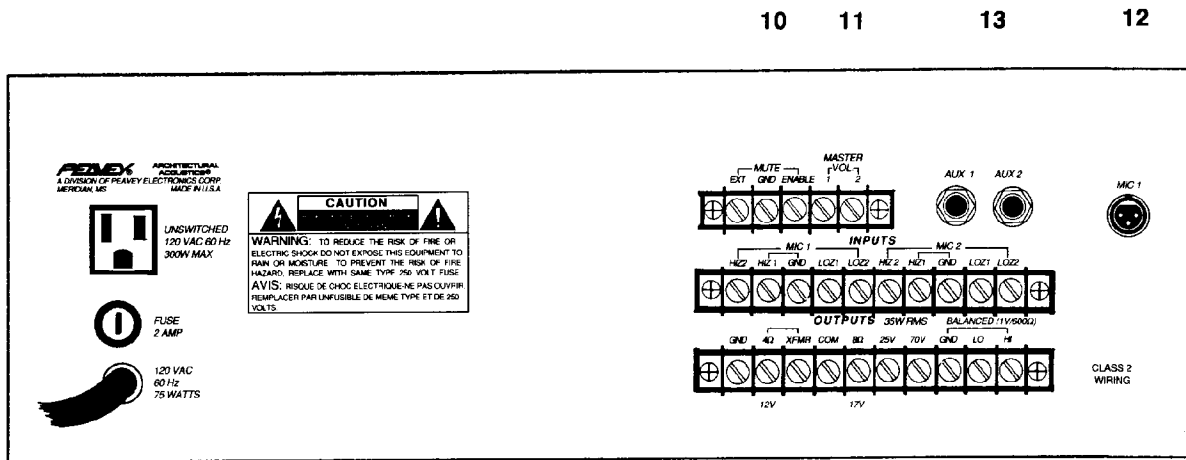 10 11 13 12
PEAVEY ARCHITECTURAL ACOUSTICS®
A DIVISION OF PEAVEY ELECTRONICS CORP.
MERIDIAN, MS MADE IN U.S.A.
UNSWITCHED
120 VAC 60 Hz
300W MAX
FUSE
2 AMP
120 VAC
60 Hz
75 WATTS
CAUTION
WARNING: TO REDUCE THE RISK OF FIRE OR
ELECTRIC SHOCK DO NOT EXPOSE THIS EQUIPMENT TO
RAIN OR MOISTURE. TO PREVENT THE RISK OF FIRE
HAZARD, REPLACE WITH SAME TYPE 250 VOLT FUSE
AVIS: RISQUE DE CHOC ELECTRIQUE-NE PAS OUVRIR.
REMPLACER PAR UNFUSIBLE DE MEME TYPE ET DE 250
VOLTS.
MUTE
EXT GND ENABLE
MASTER
VOL
1 2
AUX 1 AUX 2
MIC 1
INPUTS
MIC 1 MIC 2
HIZ2 HIZ 1 GND LOZ1 LOZ2 HIZ 2 HIZ1 GND LOZ1 LOZ2
OUTPUTS 35W RMS BALANCED (1V/600Ω)
GND 4Ω XFMR COM 8Ω 25V 70V GND LO HI
12V 17V
CLASS 2
WIRING